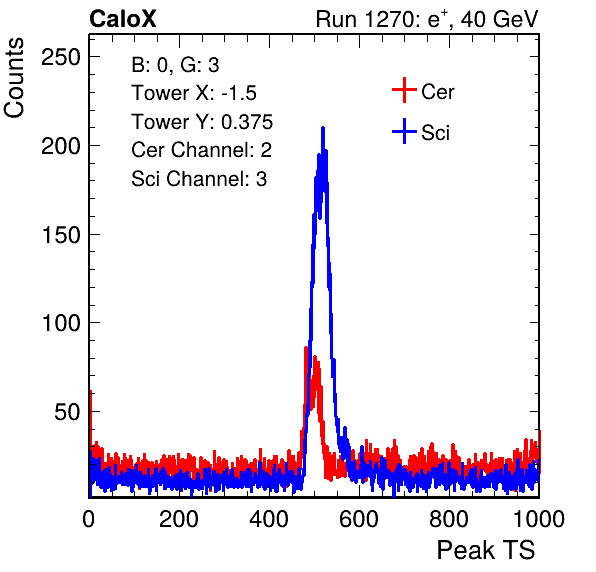 CaloX
Run 1270: e+, 40 GeV
Counts
B: 0, G: 3
Tower X: -1.5
Tower Y: 0.375
Cer Channel: 2
Sci Channel: 3
Cer
Sci
250
200
150
100
50
0 200 400 600 800 1000
Peak TS